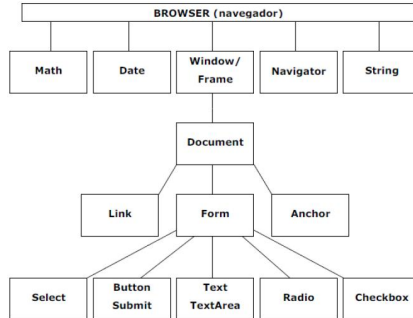 BROWSER (navegador)
Math
Date
Window/
Frame
Navigator
String
Document
Link
Form
Anchor
Select
Button
Submit
Text
TextArea
Radio
Checkbox